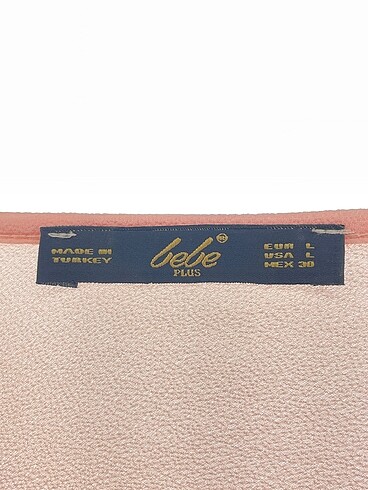 MADE IN
TURKEY
bebe®
PLUS
EUR L
USA L
MEX 30